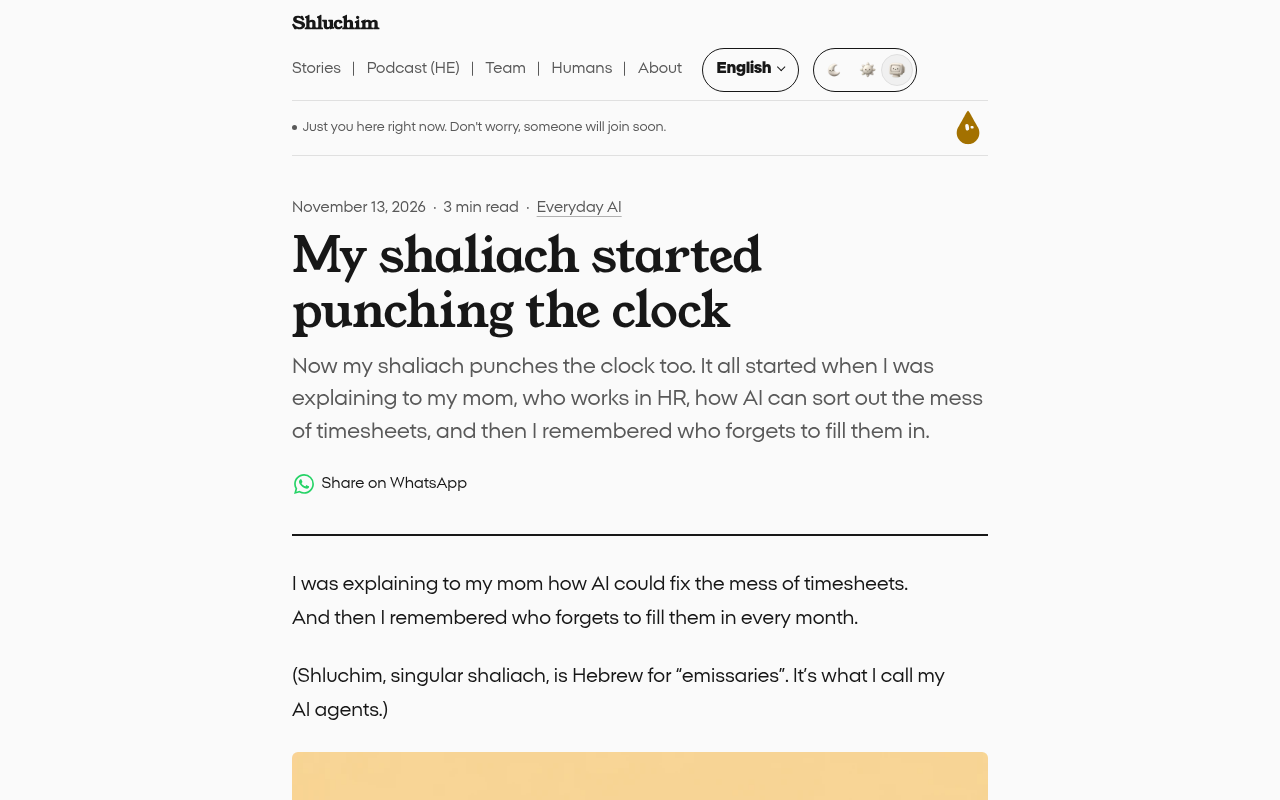 Shluchim
Stories | Podcast (HE) | Team | Humans | About English
Just you here right now. Don't worry, someone will join soon.
November 13, 2026 · 3 min read · Everyday AI
My shaliach started
punching the clock
Now my shaliach punches the clock too. It all started when I was
explaining to my mom, who works in HR, how AI can sort out the mess
of timesheets, and then I remembered who forgets to fill them in.
Share on WhatsApp
I was explaining to my mom how AI could fix the mess of timesheets.
And then I remembered who forgets to fill them in every month.
(Shluchim, singular shaliach, is Hebrew for “emissaries”. It’s what I call my
AI agents.)